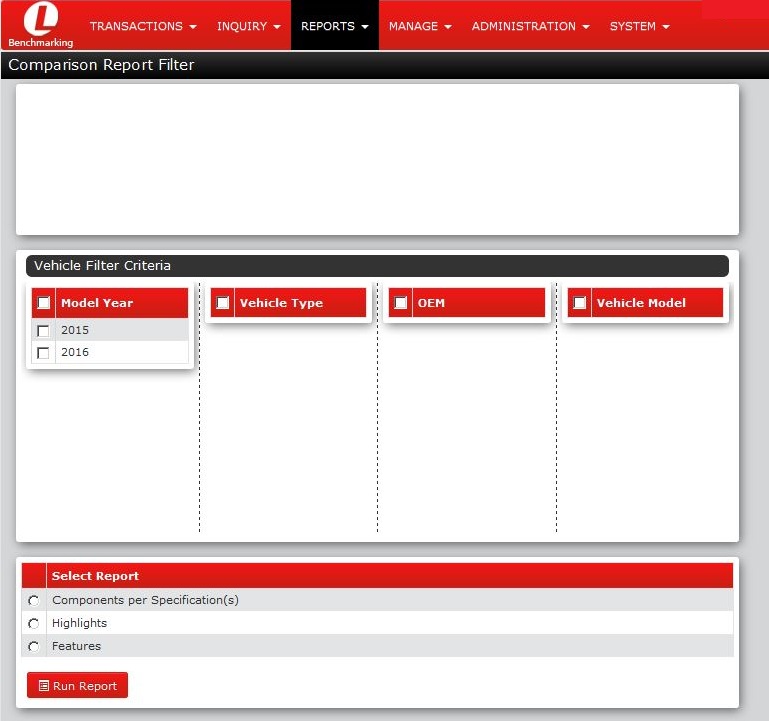 L
Benchmarking
TRANSACTIONS INQUIRY REPORTS MANAGE ADMINISTRATION SYSTEM
Comparison Report Filter
Vehicle Filter Criteria
Model Year Vehicle Type OEM Vehicle Model
2015
2016
Select Report
Components per Specification(s)
Highlights
Features
Run Report